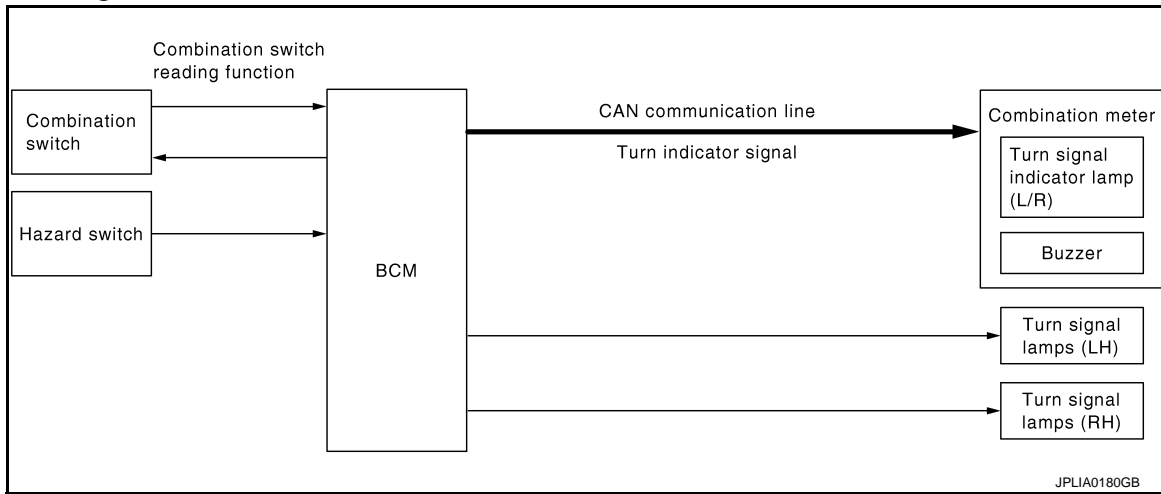 Combination switch
reading function
Combination
switch
Hazard switch
BCM
CAN communication line
Turn indicator signal
Combination meter
Turn signal
indicator lamp
(L/R)
Buzzer
Turn signal
lamps (LH)
Turn signal
lamps (RH)
JPLIA0180GB